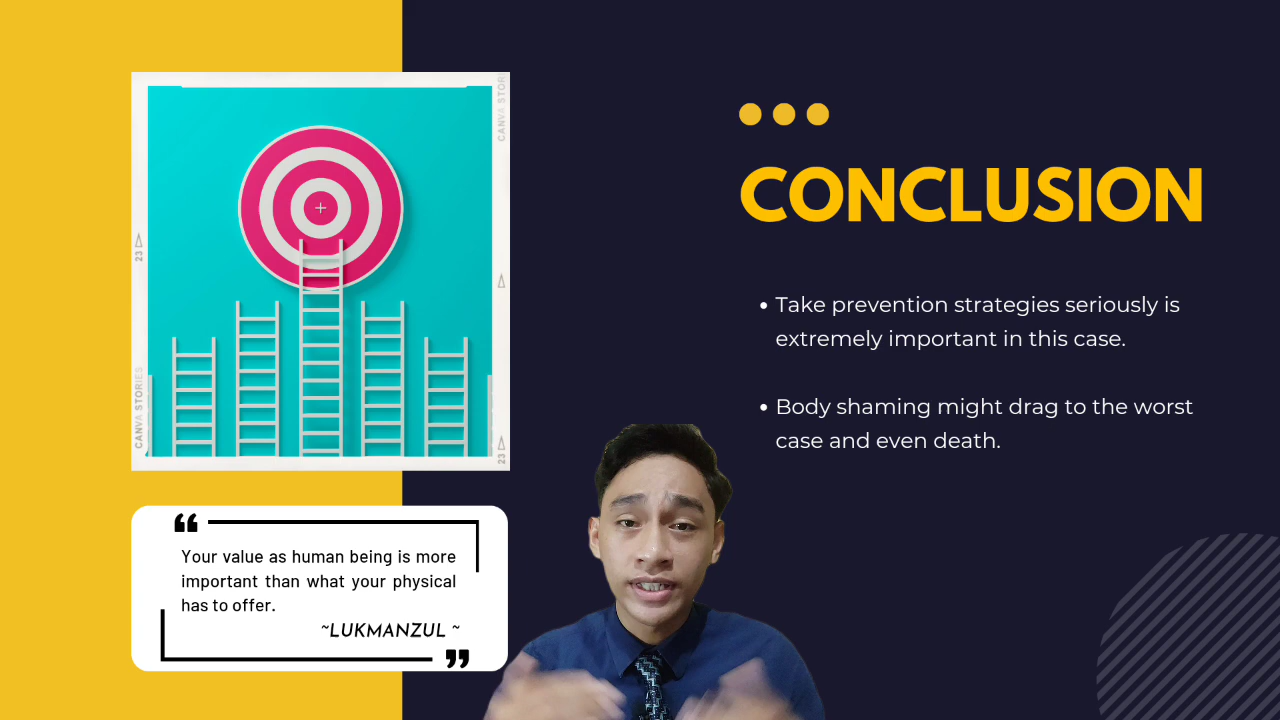 CONCLUSION
Take prevention strategies seriously is
extremely important in this case.
Body shaming might drag to the worst
case and even death.
CANVA STORIES
23
CANVA STOR
23
“
Your value as human being is more
important than what your physical
has to offer.
~LUKMANZUL ~
”